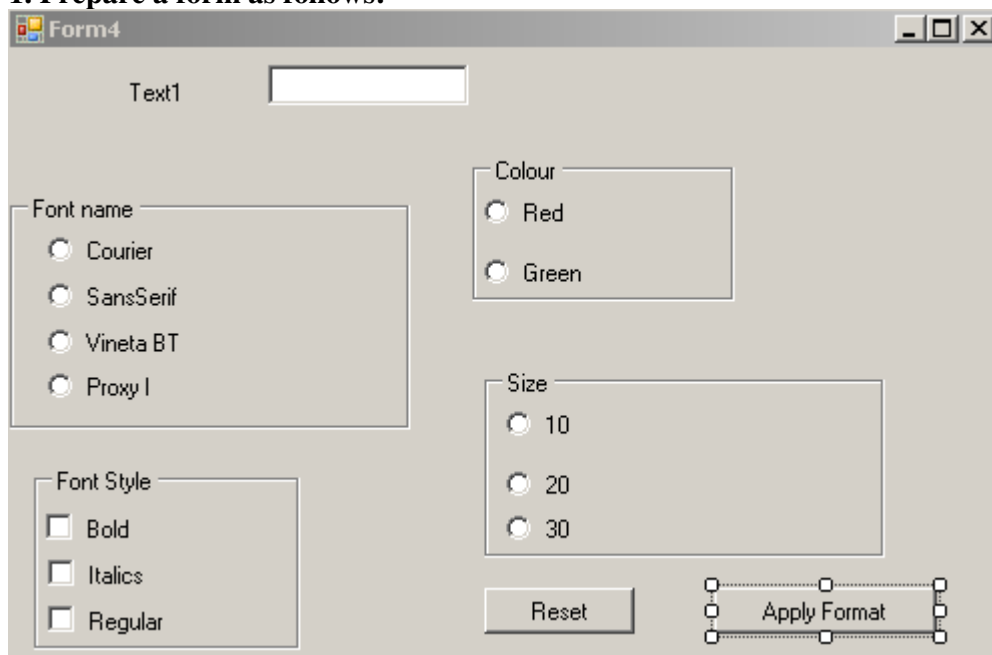 1. Prepare a form as follows:
Form4
Text1
Colour
Red
Green
Font name
Courier
SansSerif
Vineta BT
Proxy I
Size
10
20
30
Font Style
Bold
Italics
Regular
Reset
Apply Format